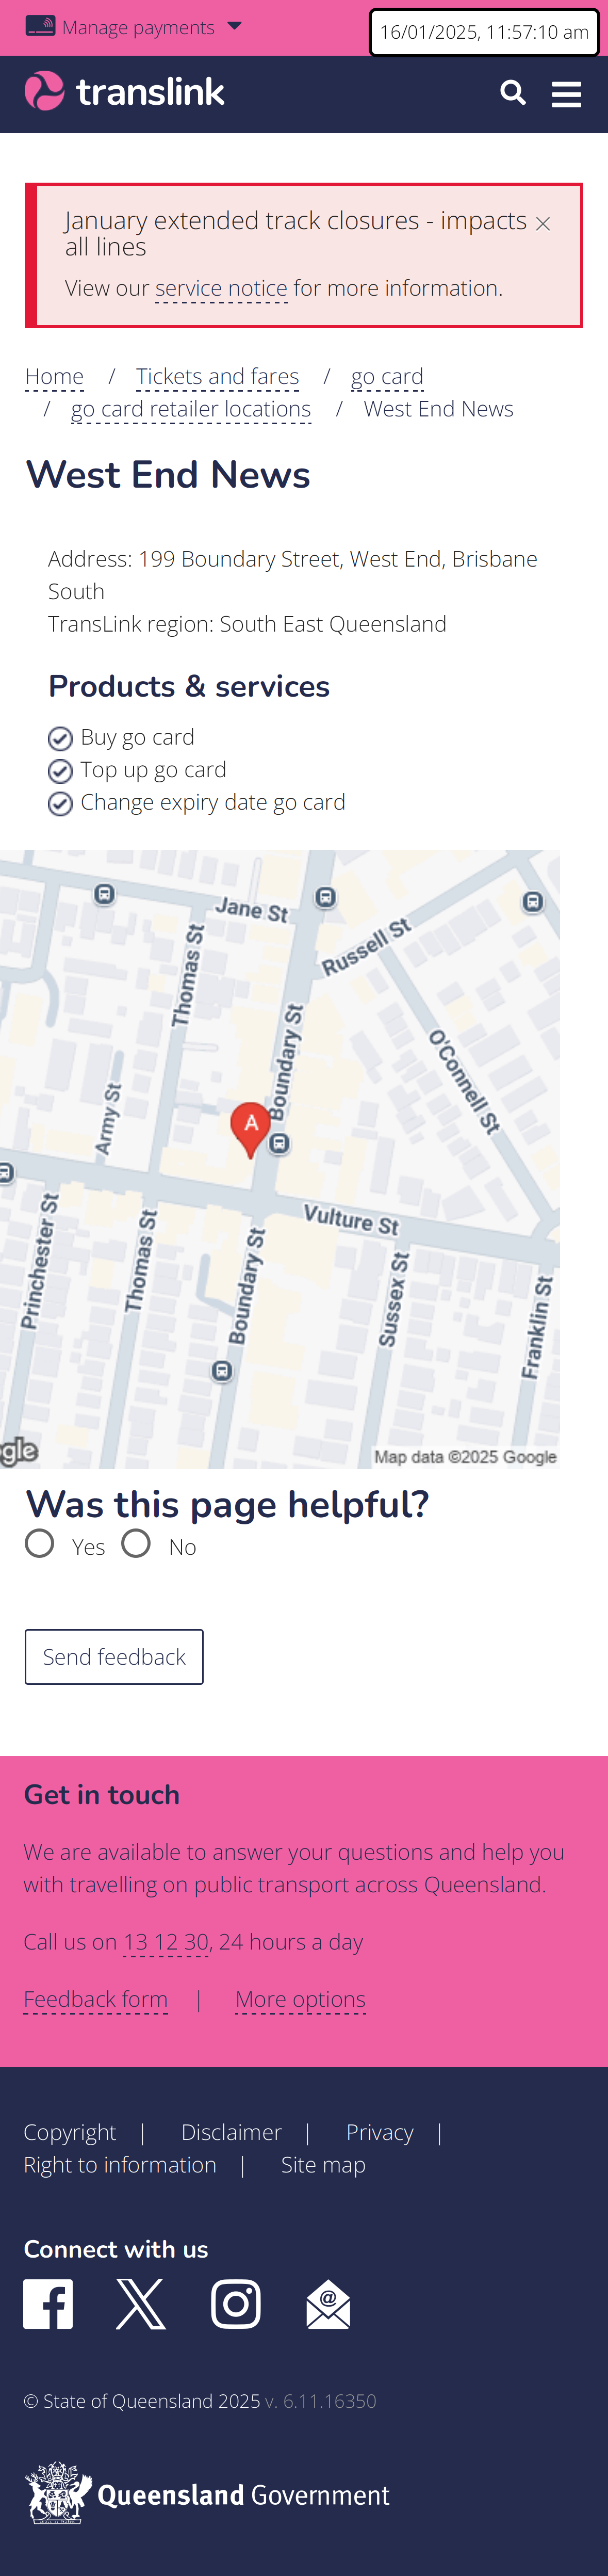 Manage payments
16/01/2025, 11:57:10 am
translink
January extended track closures - impacts
all lines
View our service notice for more information.
Home / Tickets and fares / go card
/ go card retailer locations / West End News
West End News
Address: 199 Boundary Street, West End, Brisbane
South
TransLink region: South East Queensland
Products & services
Buy go card
Top up go card
Change expiry date go card
Jane St
Russell St
Thomas St
Boundary St
O'Connell St
Army St
A
Vulture St
Princhester St
Thomas St
Boundary St
Sussex St
Franklin St
gle
Map data ©2025 Google
Was this page helpful?
Yes No
Send feedback
Get in touch
We are available to answer your questions and help you
with travelling on public transport across Queensland.
Call us on 13 12 30, 24 hours a day
Feedback form | More options
Copyright | Disclaimer | Privacy |
Right to information | Site map
Connect with us
@
© State of Queensland 2025 v. 6.11.16350
Queensland Government